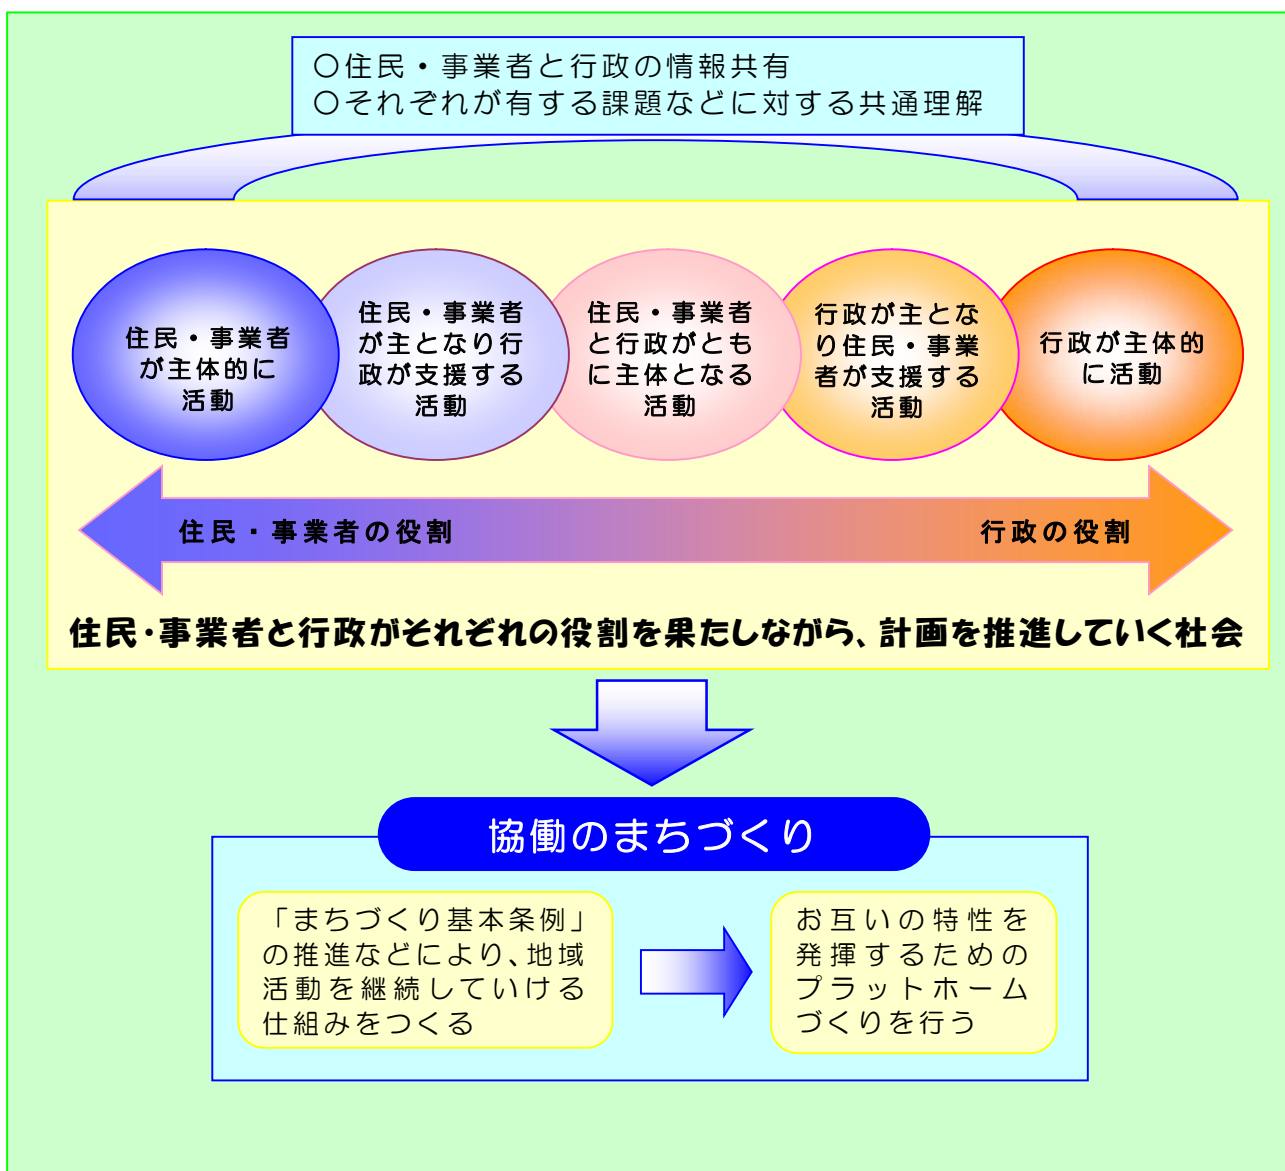 ○住民・事業者と行政の情報共有
○それぞれが有する課題などに対する共通理解
住民・事業者
が主体的に
活動
住民・事業者
が主となり行
政が支援する
活動
住民・事業者
と行政がとも
に主体となる
活動
行政が主とな
り住民・事業
者が支援する
活動
行政が主体的
に活動
住民・事業者の役割
行政の役割
住民・事業者と行政がそれぞれの役割を果たしながら、計画を推進していく社会
協働のまちづくり
「まちづくり基本条例」
の推進などにより、地域
活動を継続していける
仕組みをつくる
お互いの特性を
発揮するための
プラットホーム
づくりを行う